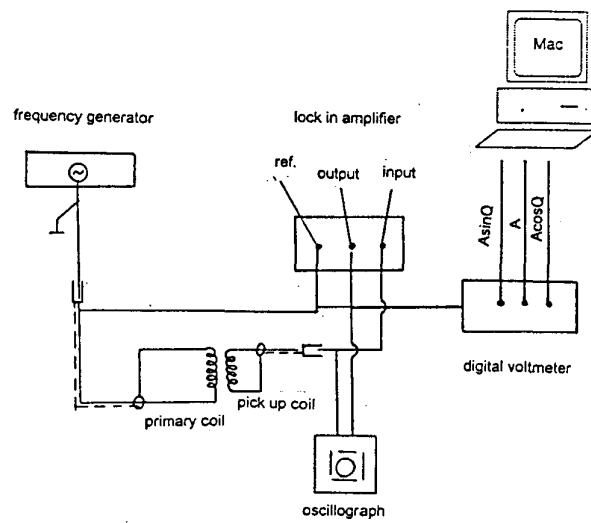 Mac
frequency generator
lock in amplifier
ref.
output
input
AsinQ
A
AcosQ
digital voltmeter
pick up coil
primary coil
oscillograph